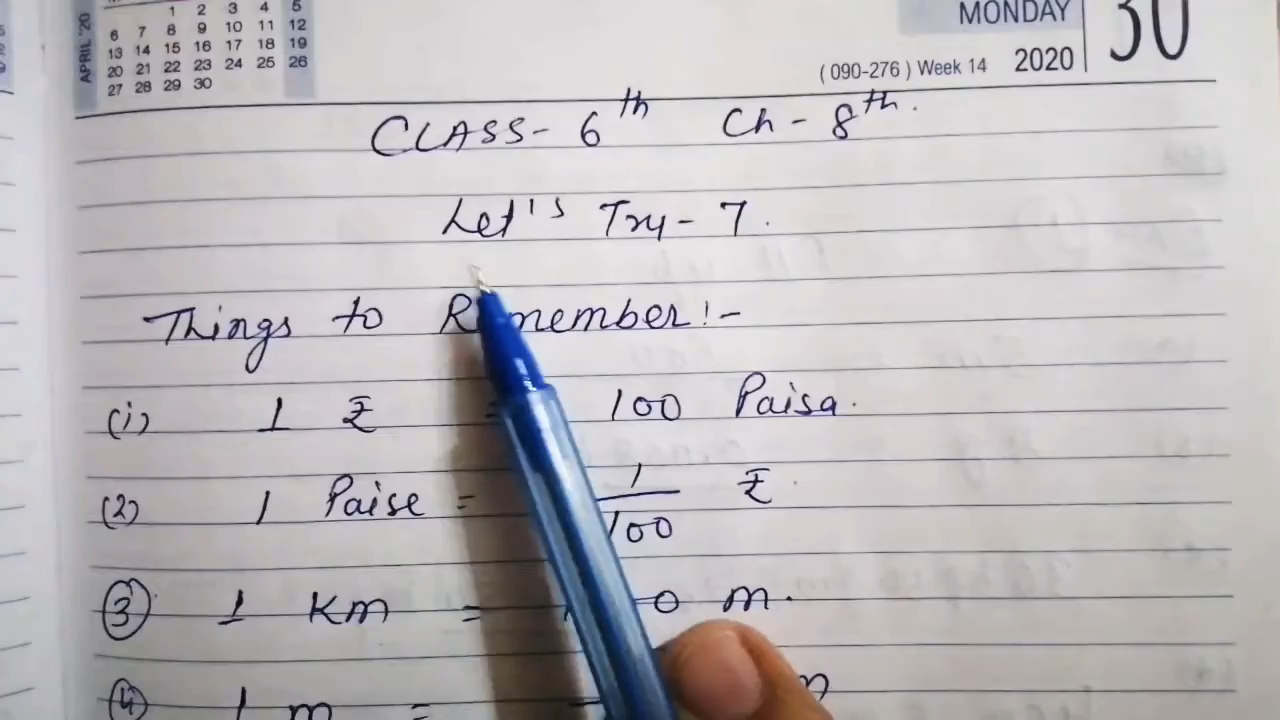 APRIL '20
1 2 3 4 5
6 7 8 9 10 11 12
13 14 15 16 17 18 19
20 21 22 23 24 25 26
27 28 29 30
MONDAY 30
(090-276) Week 14 2020
CLASS- 6th Ch - 8th.
Let's Try - 7.
Things to Remember:-
(i) 1 ₹ = 100 Paisa.
(2) 1 Paise = 1/100 ₹.
(3) 1 Km = m.
(4) 1 m =